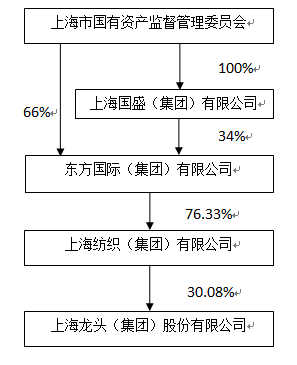 上海市国有资产监督管理委员会
100%
上海国盛（集团）有限公司
66%
34%
东方国际（集团）有限公司
76.33%
上海纺织（集团）有限公司
30.08%
上海龙头（集团）股份有限公司